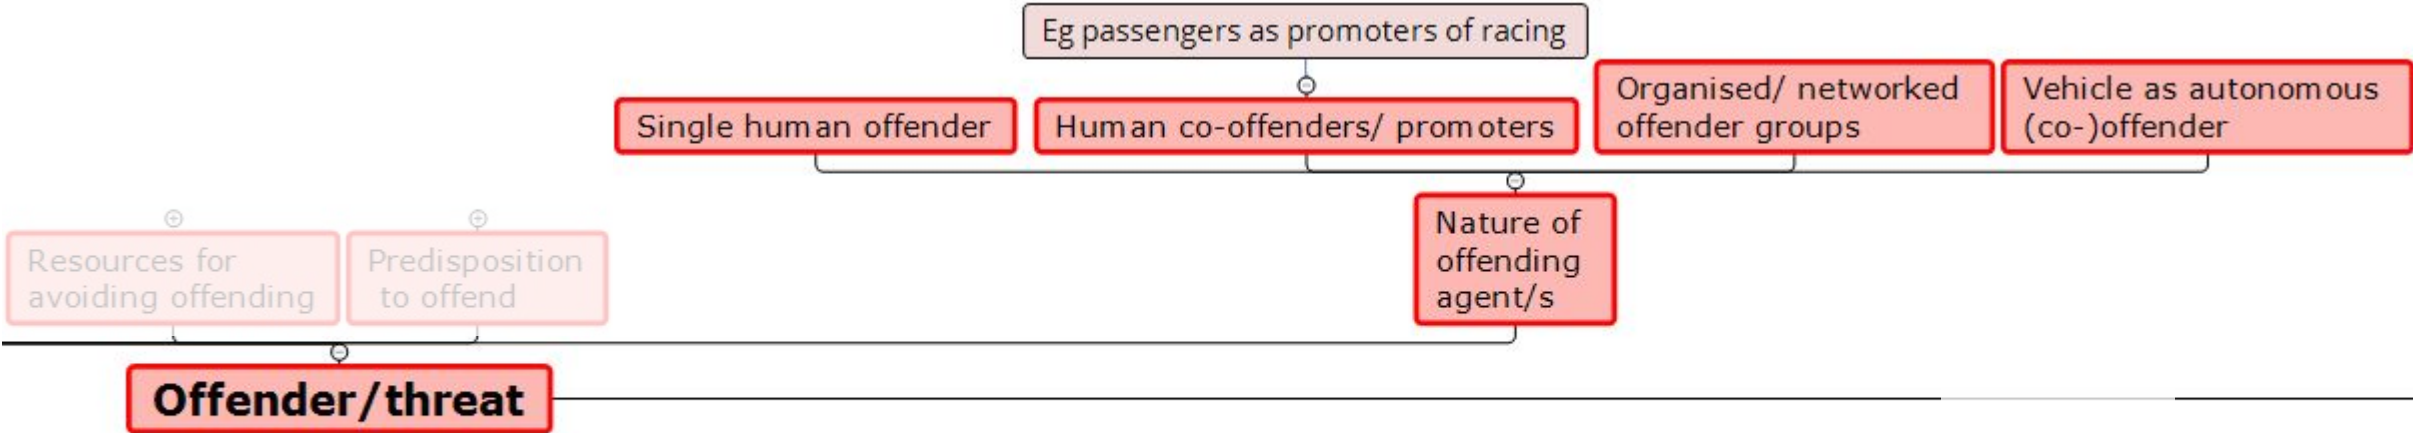 Eg passengers as promoters of racing
Single human offender
Human co-offenders/ promoters
Organised/ networked
offender groups
Vehicle as autonomous
(co-)offender
Nature of
offending
agent/s
Resources for
avoiding offending
Predisposition
to offend
Offender/threat